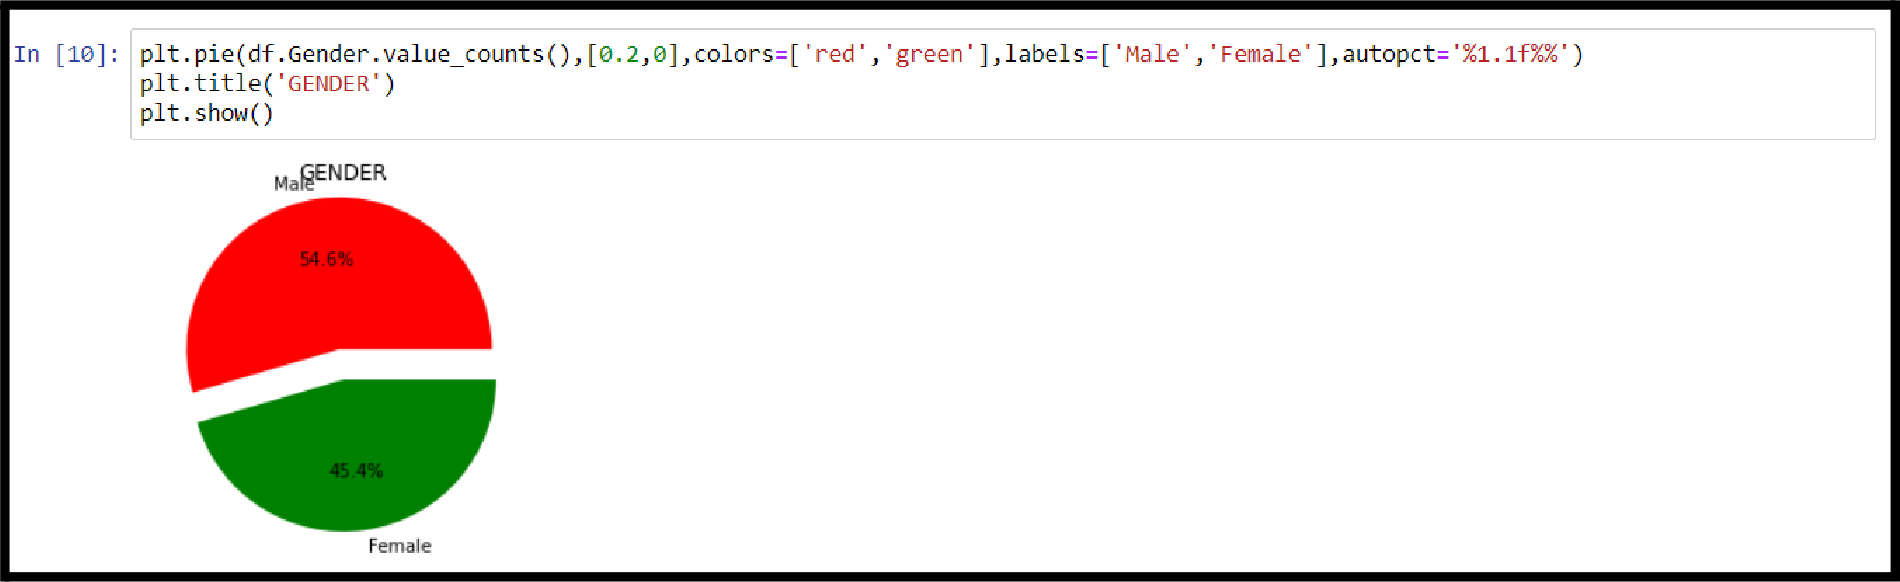 In [10]: plt.pie(df.Gender.value_counts(),[0.2,0],colors=['red','green'],labels=['Male','Female'],autopct='%1.1f%%')
plt.title('GENDER')
plt.show()
GENDER
Male
54.6%
45.4%
Female